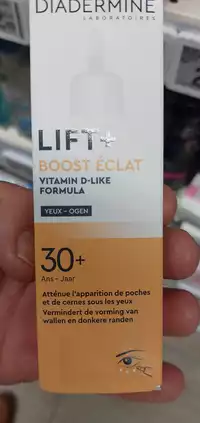 DIADERMINE
LABORATOIRES
LIFT+
BOOST ÉCLAT
VITAMIN D-LIKE
FORMULA
YEUX - OGEN
30+
Ans - Jaar
Atténue l'apparition de poches
et de cernes sous les yeux
Vermindert de vorming van
wallen en donkere randen